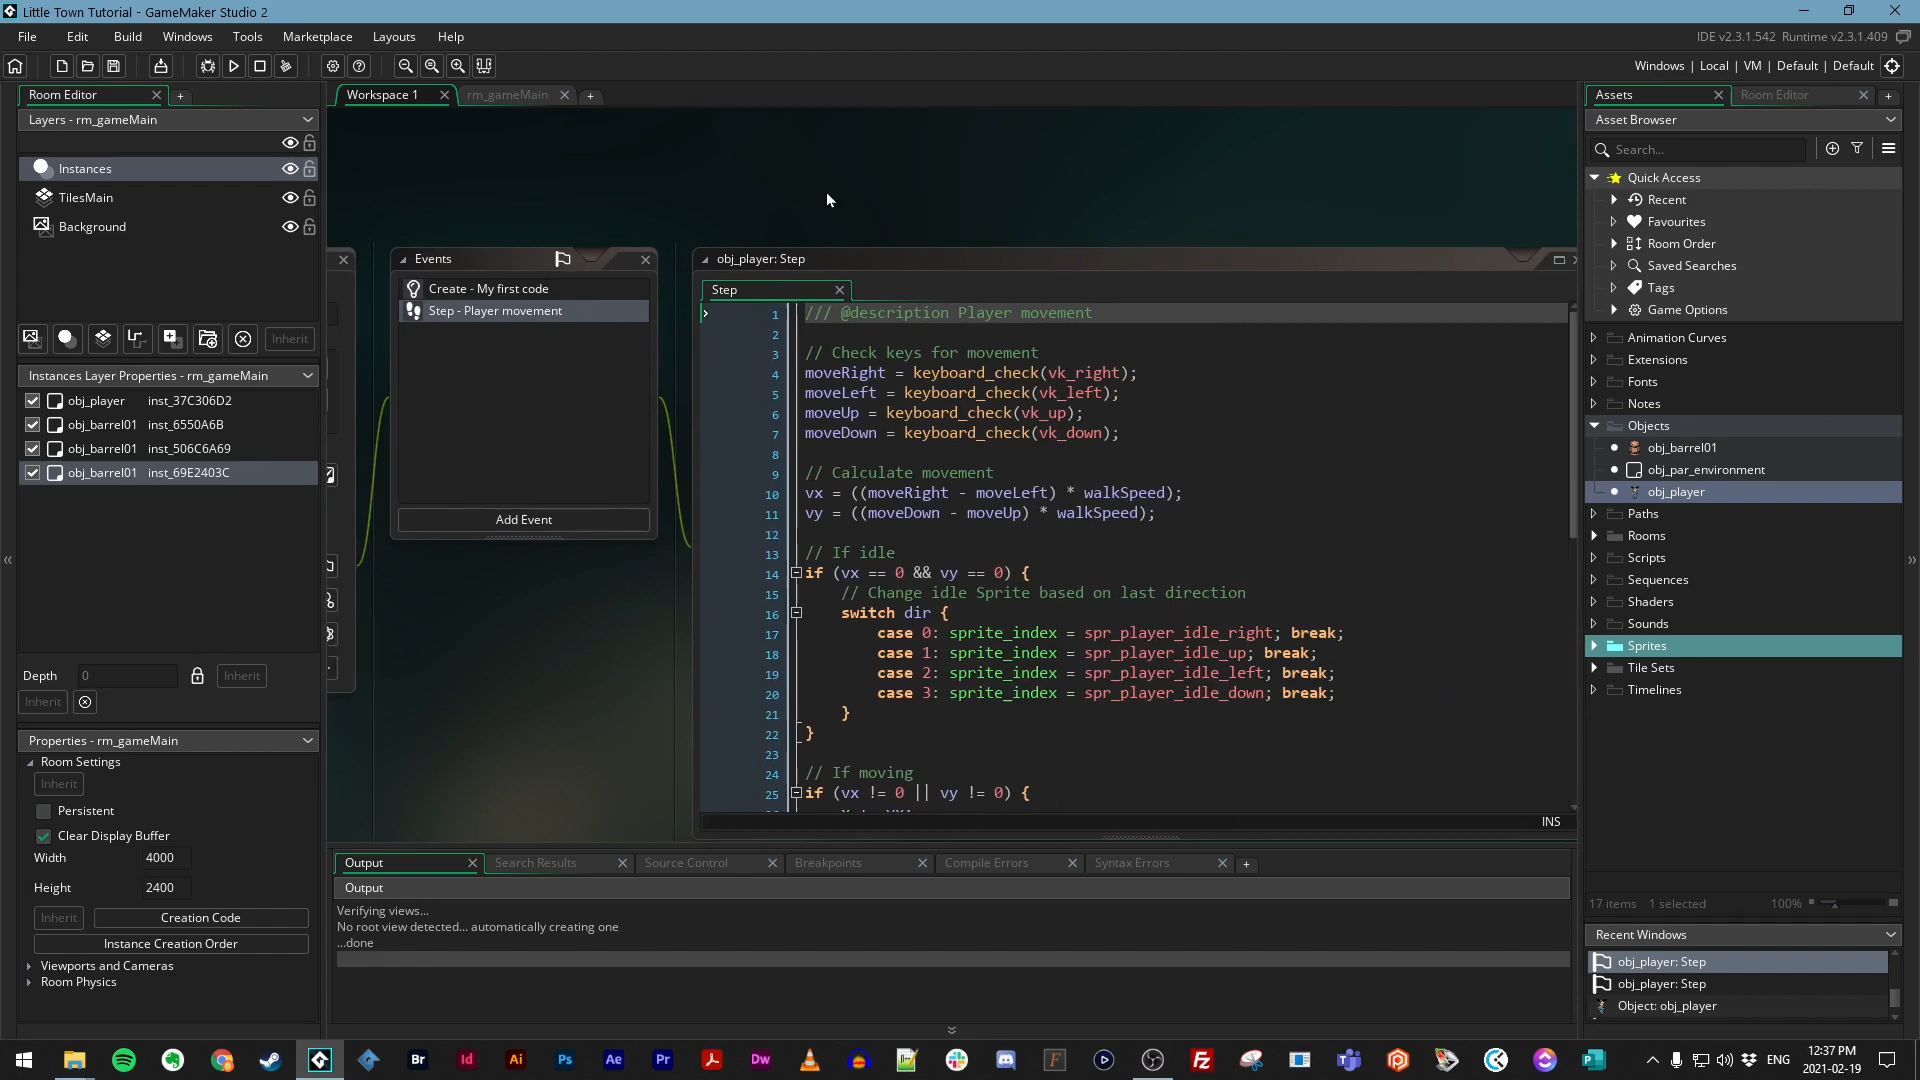 Little Town Tutorial - GameMaker Studio 2
File Edit Build Windows Tools Marketplace Layouts Help
IDE v2.3.1.542 Runtime v2.3.1.409
Windows | Local | VM | Default | Default
Room Editor
Layers - rm_gameMain
Instances
TilesMain
Background
Inherit
Instances Layer Properties - rm_gameMain
obj_player inst_37C306D2
obj_barrel01 inst_6550A6B
obj_barrel01 inst_506C6A69
obj_barrel01 inst_69E2403C
Depth 0 Inherit
Inherit
Properties - rm_gameMain
Room Settings
Inherit
Persistent
Clear Display Buffer
Width 4000
Height 2400
Inherit Creation Code
Instance Creation Order
Viewports and Cameras
Room Physics
Workspace 1 rm_gameMain
Events
Create - My first code
Step - Player movement
Add Event
obj_player: Step
Step
1 /// @description Player movement
2
3 // Check keys for movement
4 moveRight = keyboard_check(vk_right);
5 moveLeft = keyboard_check(vk_left);
6 moveUp = keyboard_check(vk_up);
7 moveDown = keyboard_check(vk_down);
8
9 // Calculate movement
10 vx = ((moveRight - moveLeft) * walkSpeed);
11 vy = ((moveDown - moveUp) * walkSpeed);
12
13 // If idle
14 if (vx == 0 && vy == 0) {
15 // Change idle Sprite based on last direction
16 switch dir {
17 case 0: sprite_index = spr_player_idle_right; break;
18 case 1: sprite_index = spr_player_idle_up; break;
19 case 2: sprite_index = spr_player_idle_left; break;
20 case 3: sprite_index = spr_player_idle_down; break;
21 }
22 }
23
24 // If moving
25 if (vx != 0 || vy != 0) {
INS
Output Search Results Source Control Breakpoints Compile Errors Syntax Errors
Output
Verifying views...
No root view detected... automatically creating one
...done
Assets Room Editor
Asset Browser
Search...
Quick Access
Recent
Favourites
Room Order
Saved Searches
Tags
Game Options
Animation Curves
Extensions
Fonts
Notes
Objects
obj_barrel01
obj_par_environment
obj_player
Paths
Rooms
Scripts
Sequences
Shaders
Sounds
Sprites
Tile Sets
Timelines
17 items 1 selected 100%
Recent Windows
obj_player: Step
obj_player: Step
Object: obj_player
Br Id Ai Ps Ae Pr Dw
ENG
12:37 PM
2021-02-19